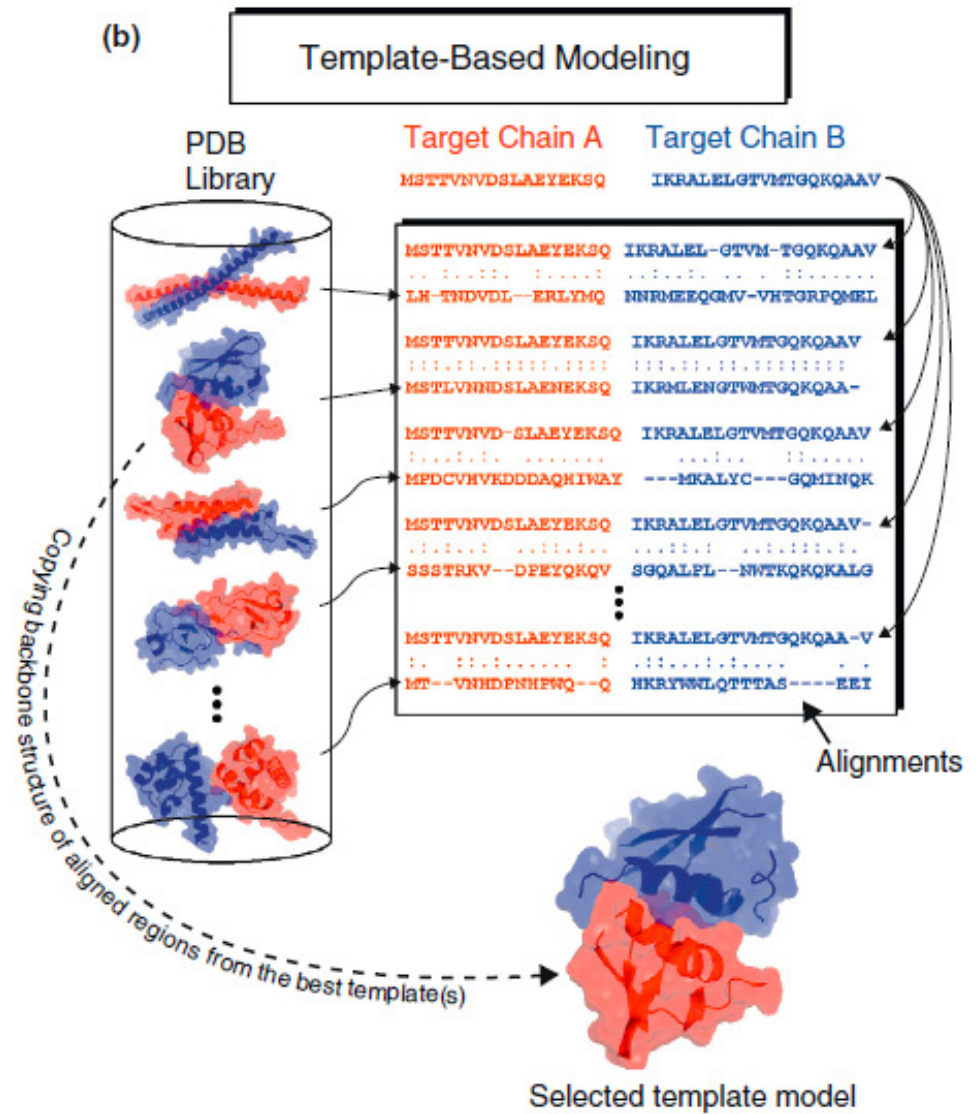 (b)
Template-Based Modeling
PDB
Library
Target Chain A Target Chain B
MSTTVNVDSLAEYEKSQ IKRALELGTVMTGQKQAAV
MSTTVNVDSLAEYEKSQ IKRALEL-GTVM-TGQKQAAV
LH-TNDVDL--ERLYMQ NNRMEEQGMV-VHTGRPQMEL
MSTTVNVDSLAEYEKSQ IKRALELGTVMTGQKQAAV
MSTLVNNDSLAENEKSQ IKRMLENGTWMTGQKQAA-
MSTTVNVD-SLAEYEKSQ IKRALELGTVMTGQKQAAV
MFDCVHVKDDDAQHIWAY ---MKALYC---GQMINQK
MSTTVNVDSLAEYEKSQ IKRALELGTVMTGQKQAAV-
SSSTRKV--DPEYQKQV SGQALPL--NWTKQKQKALG
MSTTVNVDSLAEYEKSQ IKRALELGTVMTGQKQAA-V
MT--VNHDPNHPWQ--Q HKRYWWLQTTTAS----EEI
Alignments
Copying backbone structure of aligned regions from the best template(s)
Selected template model